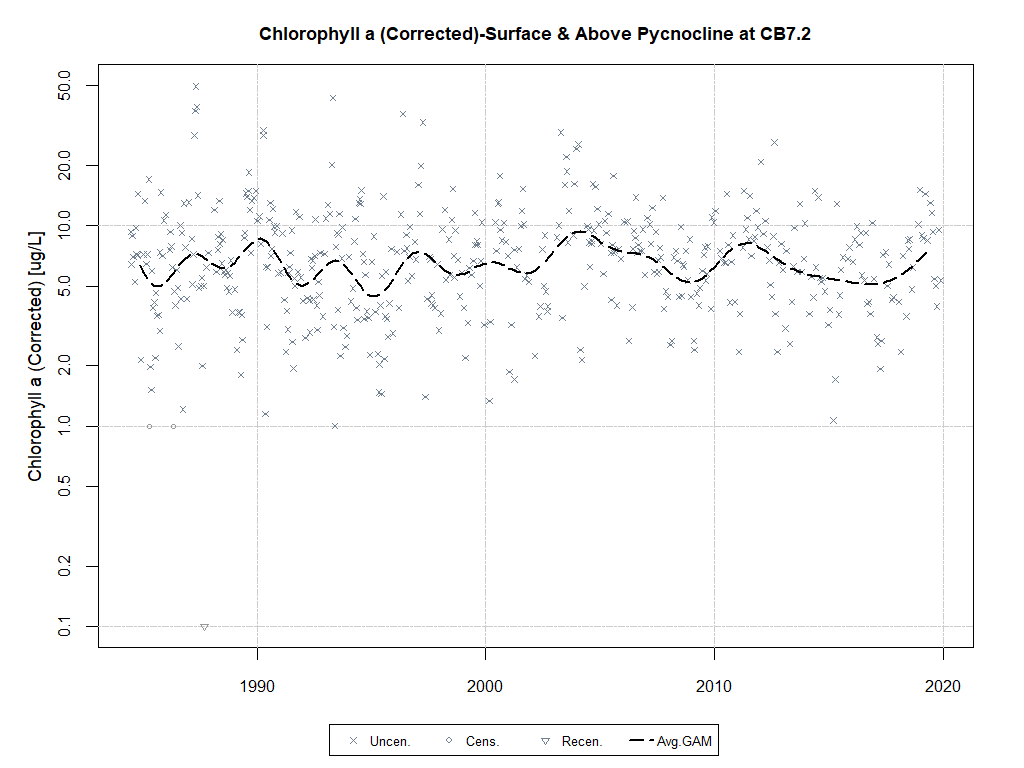 Chlorophyll a (Corrected)-Surface & Above Pycnocline at CB7.2
Chlorophyll a (Corrected) [ug/L]
50.0
20.0
10.0
5.0
2.0
1.0
0.5
0.2
0.1
1990 2000 2010 2020
Uncen. Cens. Recen. Avg.GAM